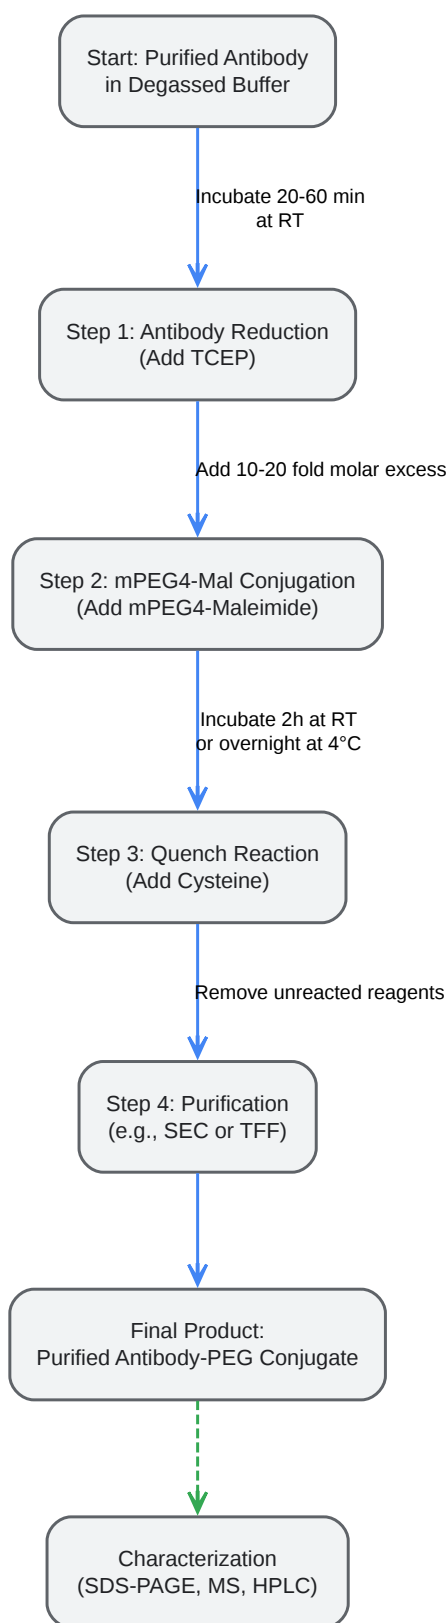 Start: Purified Antibody
in Degassed Buffer
Incubate 20-60 min
at RT
Step 1: Antibody Reduction
(Add TCEP)
Add 10-20 fold molar excess
Step 2: mPEG4-Mal Conjugation
(Add mPEG4-Maleimide)
Incubate 2h at RT
or overnight at 4°C
Step 3: Quench Reaction
(Add Cysteine)
Remove unreacted reagents
Step 4: Purification
(e.g., SEC or TFF)
Final Product:
Purified Antibody-PEG Conjugate
Characterization
(SDS-PAGE, MS, HPLC)